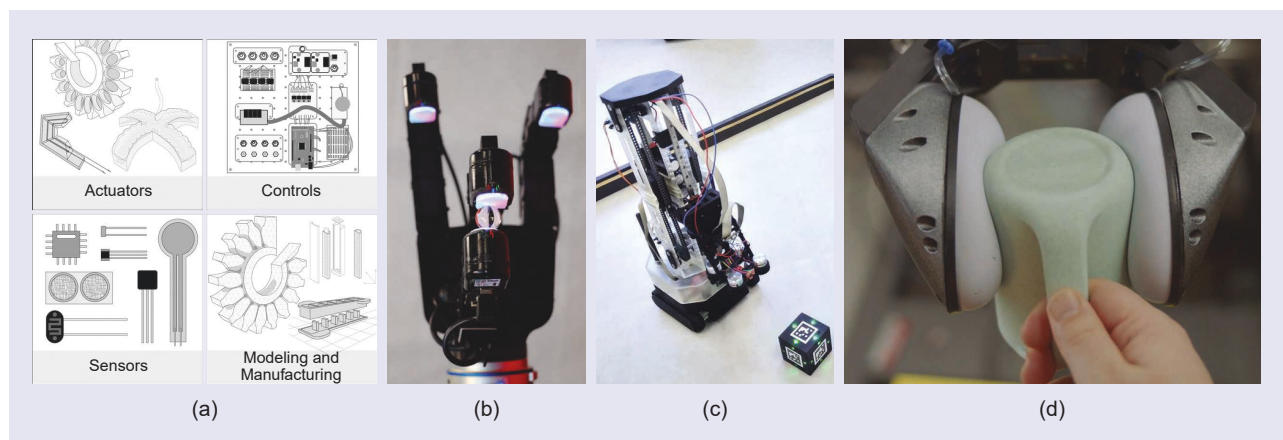 Actuators
Controls
Sensors
Modeling and
Manufacturing
(a)
(b)
(c)
(d)